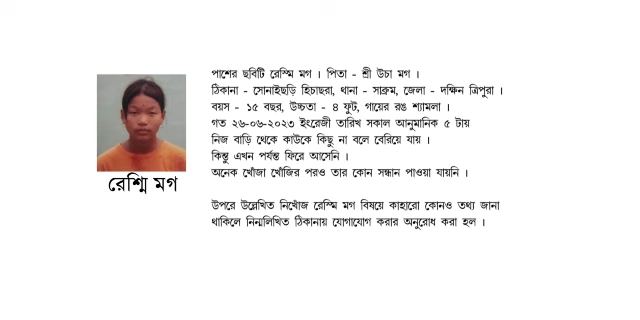 পাশের ছবিটি রেস্মি মগ । পিতা - শ্রী উচা মগ ।
ঠিকানা - সোনাইছড়ি হিচাছরা, থানা - সাব্রুম, জেলা - দক্ষিন ত্রিপুরা ।
বয়স - ১৫ বছর, উচ্চতা - ৪ ফুট, গায়ের রঙ শ্যামলা ।
গত ২৬-০৬-২০২৩ ইংরেজী তারিখ সকাল আনুমানিক ৫ টায়
নিজ বাড়ি থেকে কাউকে কিছু না বলে বেরিয়ে যায় ।
কিন্তু এখন পর্যন্ত ফিরে আসেনি ।
অনেক খোঁজা খোঁজির পরও তার কোন সন্ধান পাওয়া যায়নি ।
রেশ্মি মগ
উপরে উল্লেখিত নিখোঁজ রেস্মি মগ বিষয়ে কাহারো কোনও তথ্য জানা
থাকিলে নিন্মলিখিত ঠিকানায় যোগাযোগ করার অনুরোধ করা হল ।